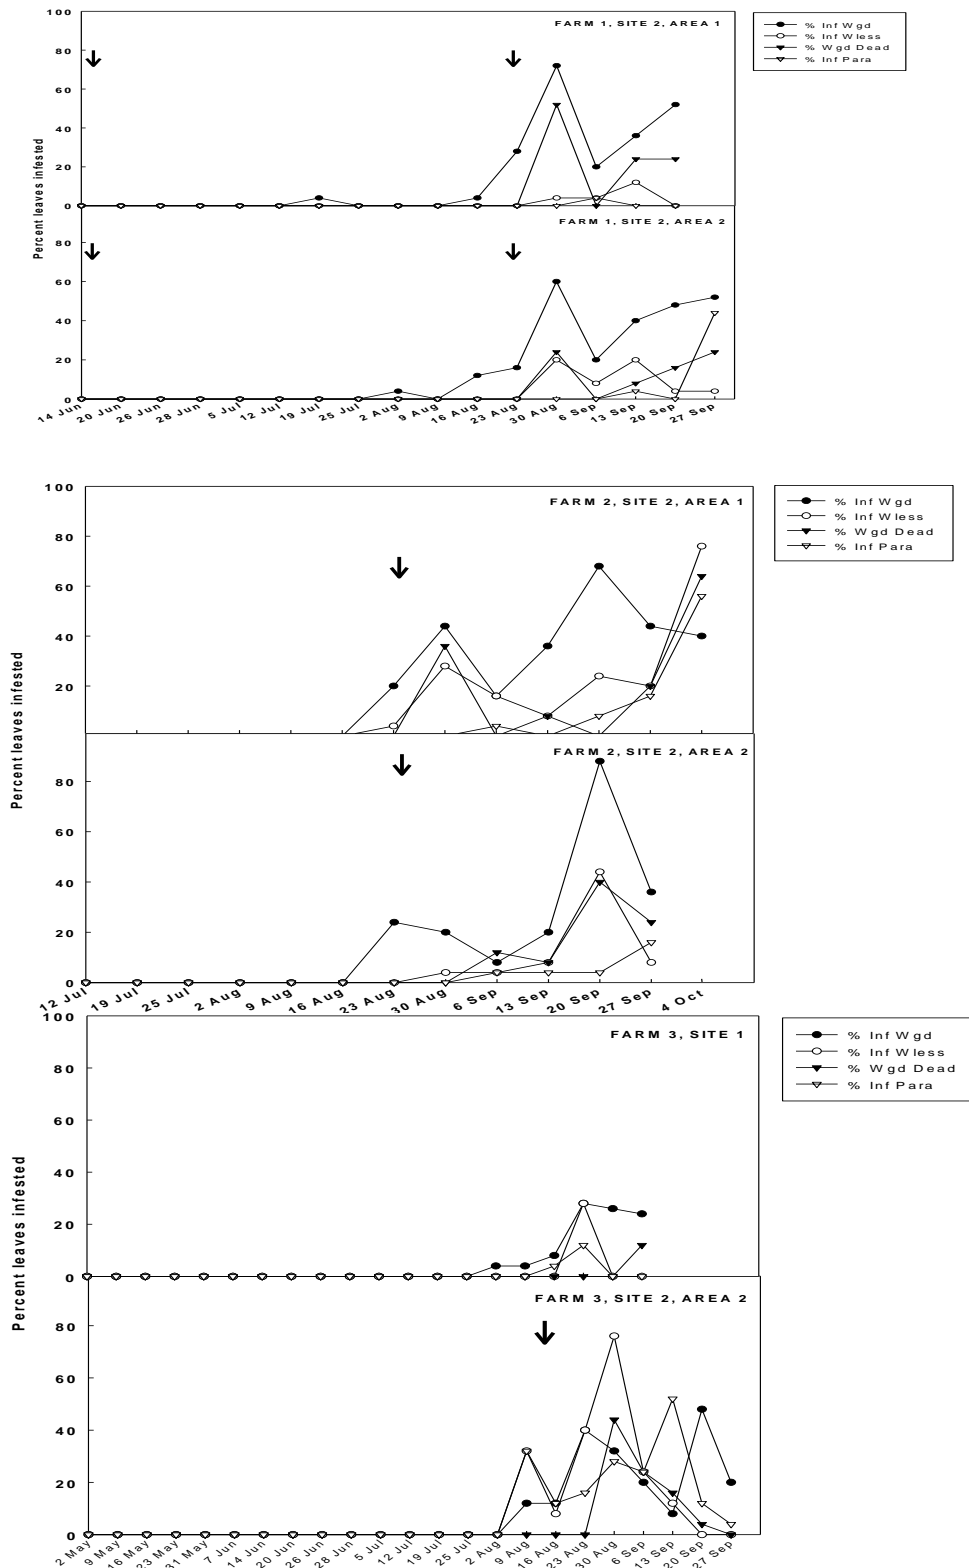 FARM 1, SITE 2, AREA 1
% Inf Wgd
% Inf Wless
% Wgd Dead
% Inf Para
Percent leaves infested
100
80
60
40
20
0
FARM 1, SITE 2, AREA 2
80
60
40
20
0
14 Jun
20 Jun
26 Jun
28 Jun
5 Jul
12 Jul
19 Jul
25 Jul
2 Aug
9 Aug
16 Aug
23 Aug
30 Aug
6 Sep
13 Sep
20 Sep
27 Sep
FARM 2, SITE 2, AREA 1
% Inf Wgd
% Inf Wless
% Wgd Dead
% Inf Para
Percent leaves infested
100
80
60
40
20
FARM 2, SITE 2, AREA 2
80
60
40
20
0
12 Jul
19 Jul
25 Jul
2 Aug
9 Aug
16 Aug
23 Aug
30 Aug
6 Sep
13 Sep
20 Sep
27 Sep
4 Oct
FARM 3, SITE 1
% Inf Wgd
% Inf Wless
% Wgd Dead
% Inf Para
Percent leaves infested
100
80
60
40
20
0
FARM 3, SITE 2, AREA 2
80
60
40
20
0
2 May
9 May
16 May
23 May
31 May
7 Jun
14 Jun
20 Jun
26 Jun
28 Jun
5 Jul
12 Jul
19 Jul
25 Jul
2 Aug
9 Aug
16 Aug
23 Aug
30 Aug
6 Sep
13 Sep
20 Sep
27 Sep